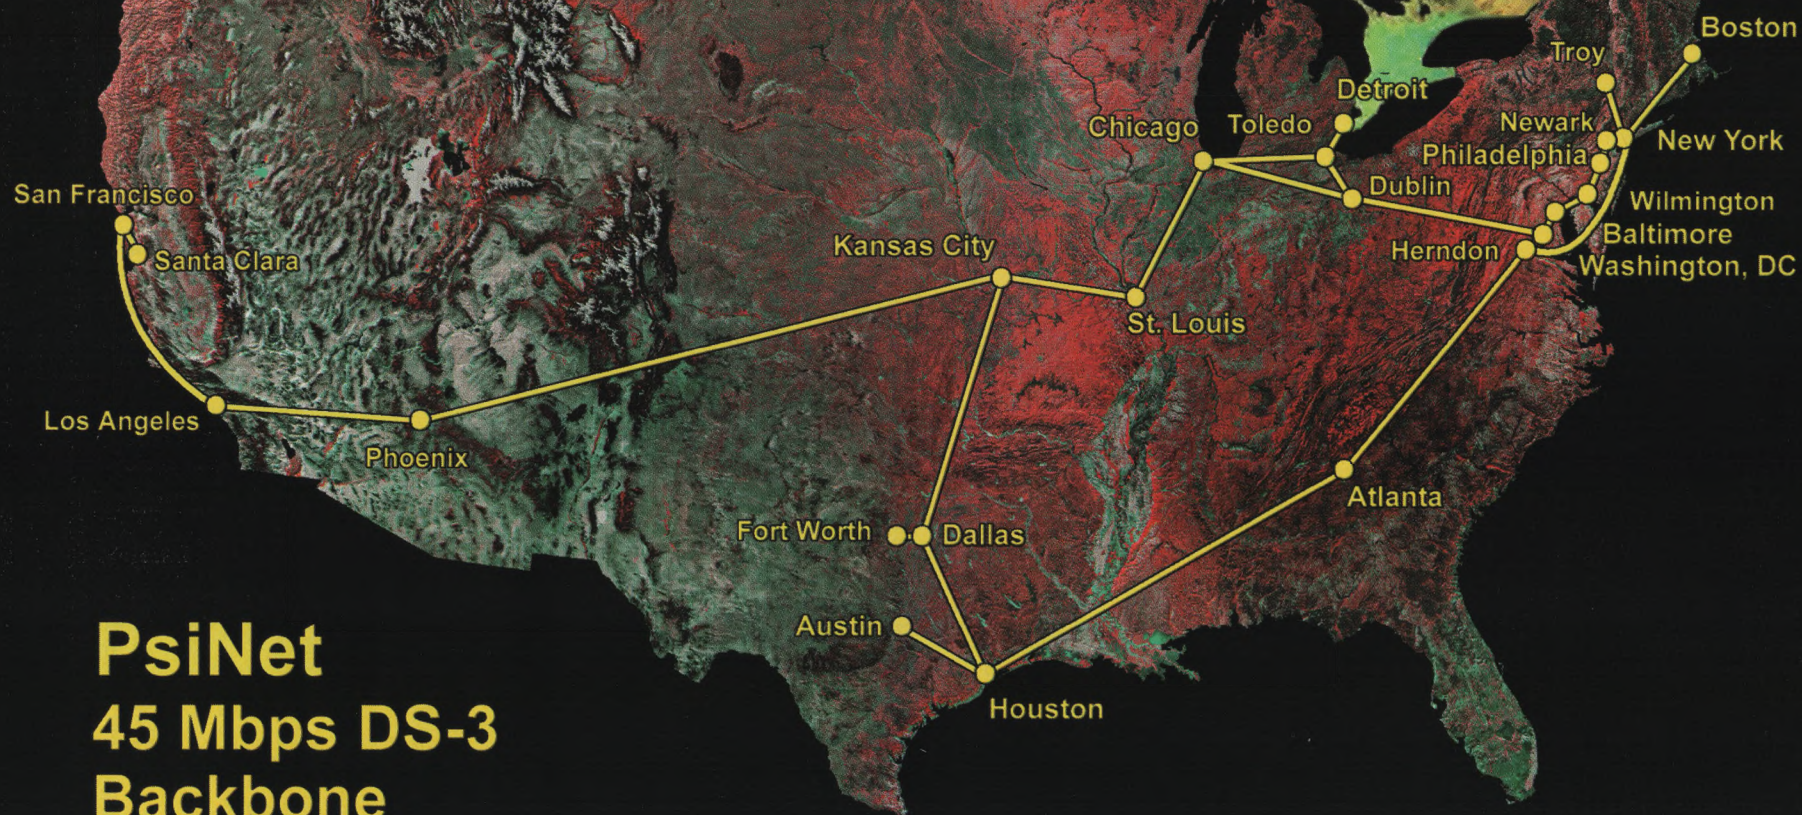 Boston
Troy
Detroit
Chicago
Toledo
Newark
New York
Philadelphia
Dublin
San Francisco
Wilmington
Baltimore
Kansas City
Herndon
Santa Clara
Washington, DC
St. Louis
Los Angeles
Phoenix
Atlanta
Fort Worth
Dallas
Austin
PsiNet
Houston
45 Mbps DS-3
Backbone